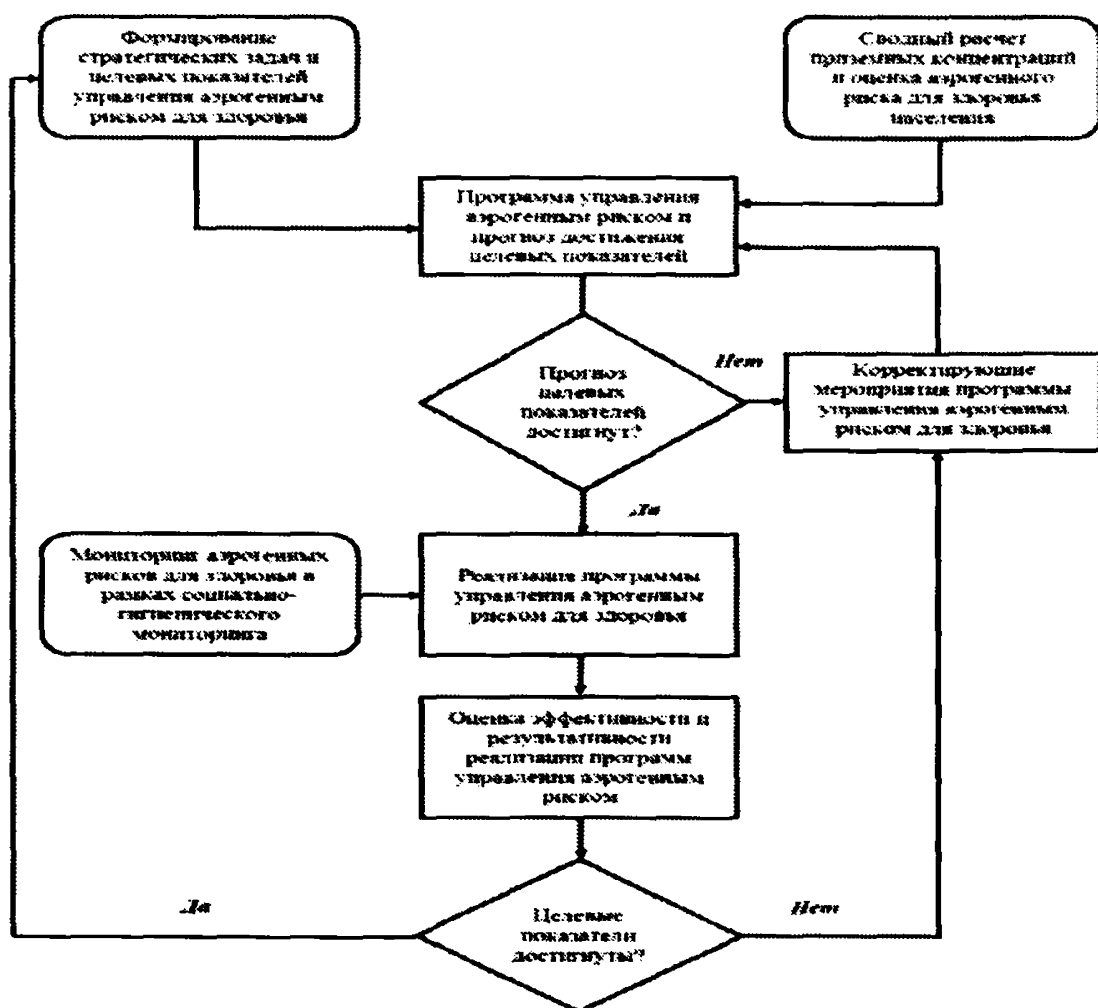 Формирование
стратегических задач и
целевых показателей
управления аэрогенным
риском для здоровья
Сводный расчет
приземных концентраций
и оценка аэрогенного
риска для здоровья
населения
Программа управления
аэрогенным риском и
прогноз достижения
целевых показателей
Прогноз
целевых
показателей
достигнут?
Нет
Корректирующие
мероприятия программы
управления аэрогенным
риском для здоровья
Да
Мониторинг аэрогенных
рисков для здоровья в
рамках социально-
гигиенического
мониторинга
Реализация программы
управления аэрогенным
риском для здоровья
Оценка эффективности и
результативности
реализации программ
управления аэрогенным
риском
Да
Целевые
показатели
достигнуты?
Нет